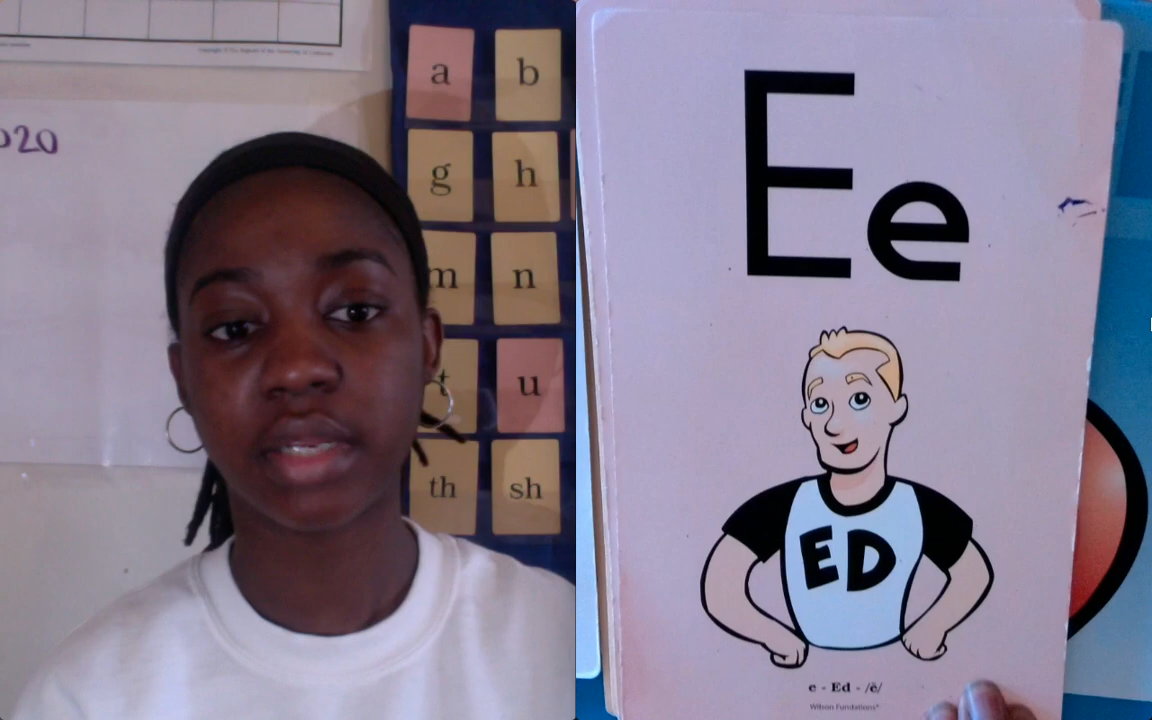 020
a b
g h
m n
t u
th sh
Ee
ED
e - Ed - /ĕ/
Wilson Fundations®